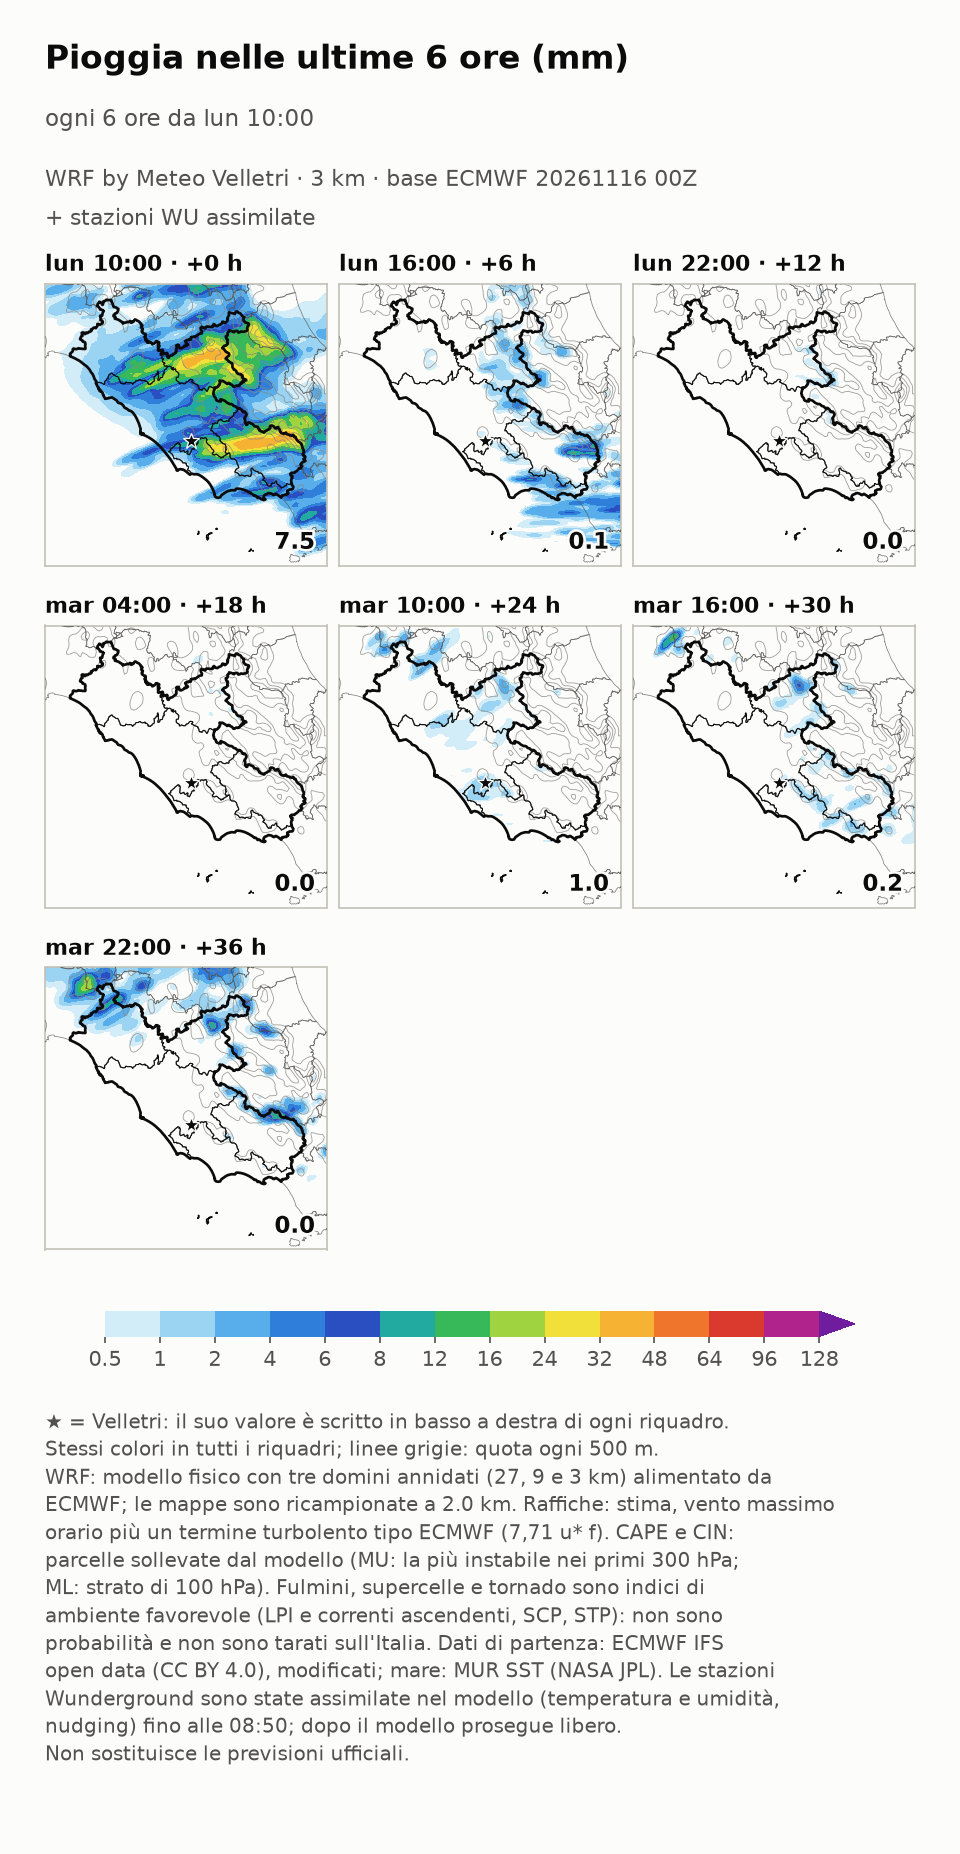 Pioggia nelle ultime 6 ore (mm)
ogni 6 ore da lun 10:00
WRF by Meteo Velletri · 3 km · base ECMWF 20261116 00Z
+ stazioni WU assimilate
lun 10:00 · +0 h
lun 16:00 · +6 h
lun 22:00 · +12 h
7.5
0.1
0.0
mar 04:00 · +18 h
mar 10:00 · +24 h
mar 16:00 · +30 h
0.0
1.0
0.2
mar 22:00 · +36 h
0.0
0.5 1 2 4 6 8 12 16 24 32 48 64 96 128
★ = Velletri: il suo valore è scritto in basso a destra di ogni riquadro.
Stessi colori in tutti i riquadri; linee grigie: quota ogni 500 m.
WRF: modello fisico con tre domini annidati (27, 9 e 3 km) alimentato da
ECMWF; le mappe sono ricampionate a 2.0 km. Raffiche: stima, vento massimo
orario più un termine turbolento tipo ECMWF (7,71 u* f). CAPE e CIN:
parcelle sollevate dal modello (MU: la più instabile nei primi 300 hPa;
ML: strato di 100 hPa). Fulmini, supercelle e tornado sono indici di
ambiente favorevole (LPI e correnti ascendenti, SCP, STP): non sono
probabilità e non sono tarati sull'Italia. Dati di partenza: ECMWF IFS
open data (CC BY 4.0), modificati; mare: MUR SST (NASA JPL). Le stazioni
Wunderground sono state assimilate nel modello (temperatura e umidità,
nudging) fino alle 08:50; dopo il modello prosegue libero.
Non sostituisce le previsioni ufficiali.